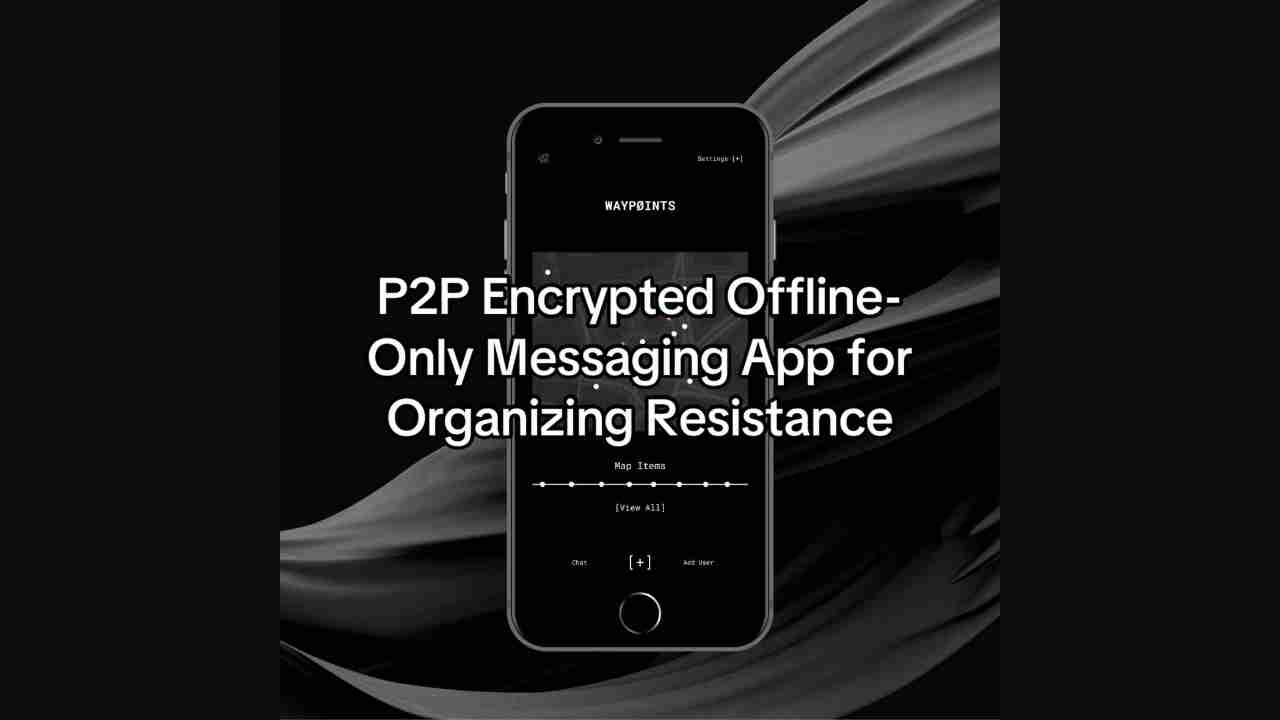 Settings [+]
WAYPØINTS
P2P Encrypted Offline-
Only Messaging App for
Organizing Resistance
Map Items
[View All]
Chat
[+]
Add User